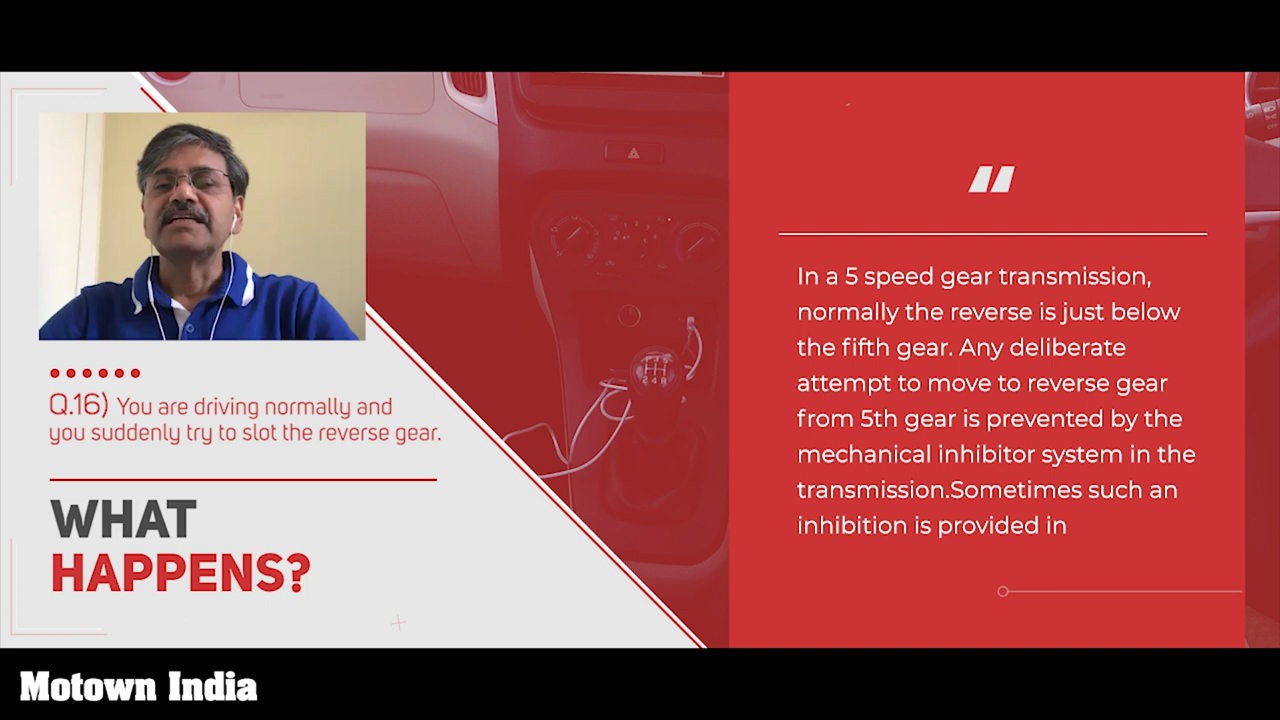 Q.16) You are driving normally and
you suddenly try to slot the reverse gear.
WHAT
HAPPENS?
In a 5 speed gear transmission,
normally the reverse is just below
the fifth gear. Any deliberate
attempt to move to reverse gear
from 5th gear is prevented by the
mechanical inhibitor system in the
transmission.Sometimes such an
inhibition is provided in
Motown India